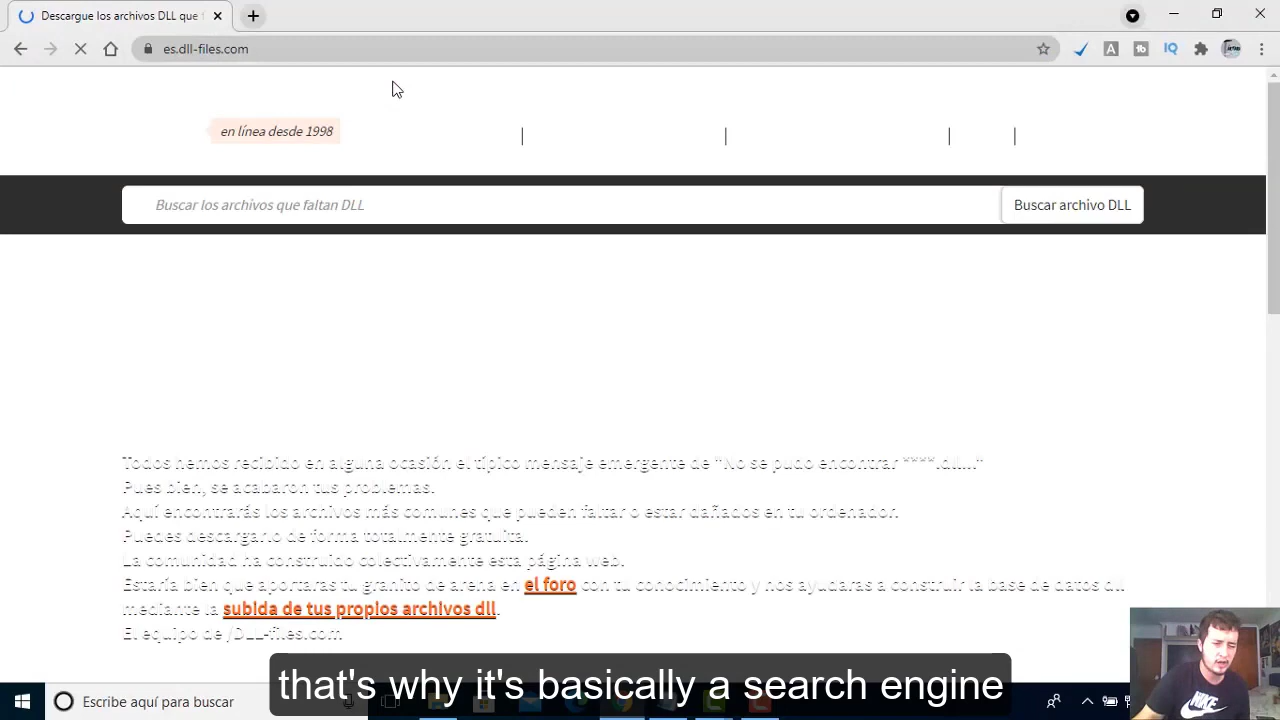 Descargue los archivos DLL que
es.dll-files.com
en línea desde 1998
Buscar los archivos que faltan DLL
Buscar archivo DLL
Todos hemos recibido en alguna ocasión el típico mensaje emergente de "No se pudo encontrar ****.dll..."
Pues bien, se acabaron tus problemas.
Aquí encontrarás los archivos más comunes que pueden faltar o estar dañados en tu ordenador.
Puedes descargarlo de forma totalmente gratuita.
La comunidad ha construido colectivamente esta página web.
Estaría bien que aportaras tu granito de arena en el foro con tu conocimiento y nos ayudaras a construir la base de datos dll
mediante la subida de tus propios archivos dll.
El equipo de /DLL-files.com
that's why it's basically a search engine
Escribe aquí para buscar